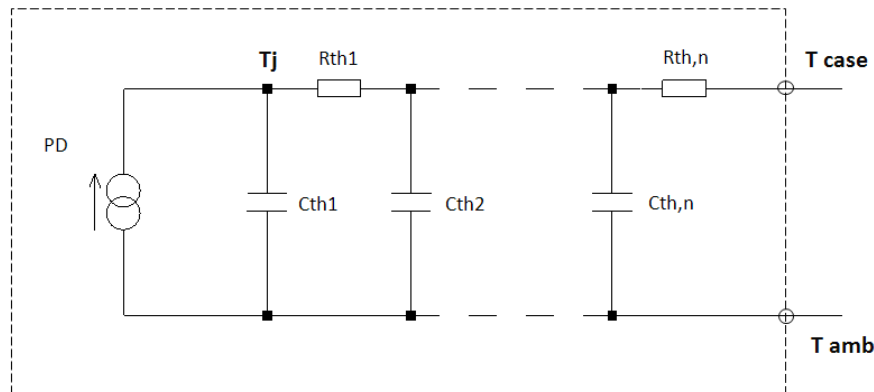 Tj
Rth1
Rth,n
T case
PD
Cth1
Cth2
Cth,n
T amb